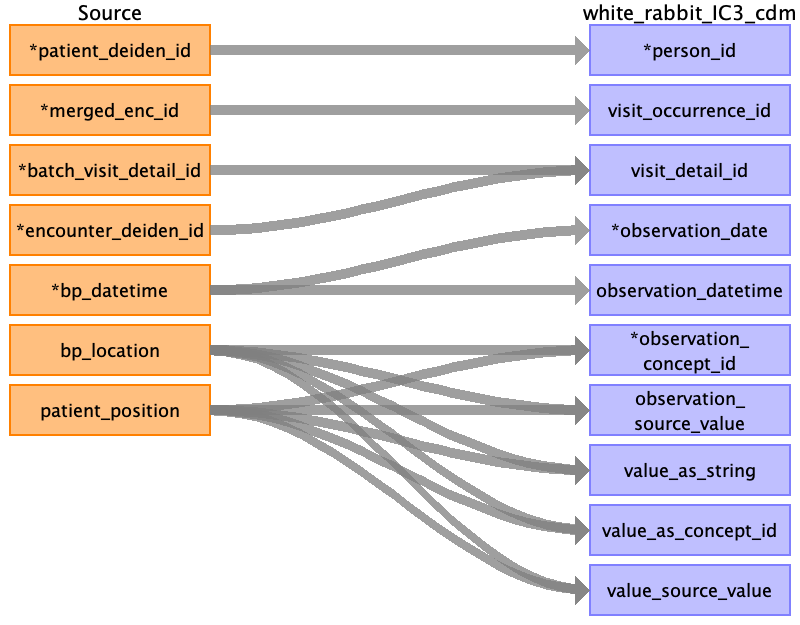 Source
white_rabbit_IC3_cdm
*patient_deiden_id
*person_id
*merged_enc_id
visit_occurrence_id
*batch_visit_detail_id
visit_detail_id
*encounter_deiden_id
*observation_date
*bp_datetime
observation_datetime
bp_location
*observation_
concept_id
patient_position
observation_
source_value
value_as_string
value_as_concept_id
value_source_value